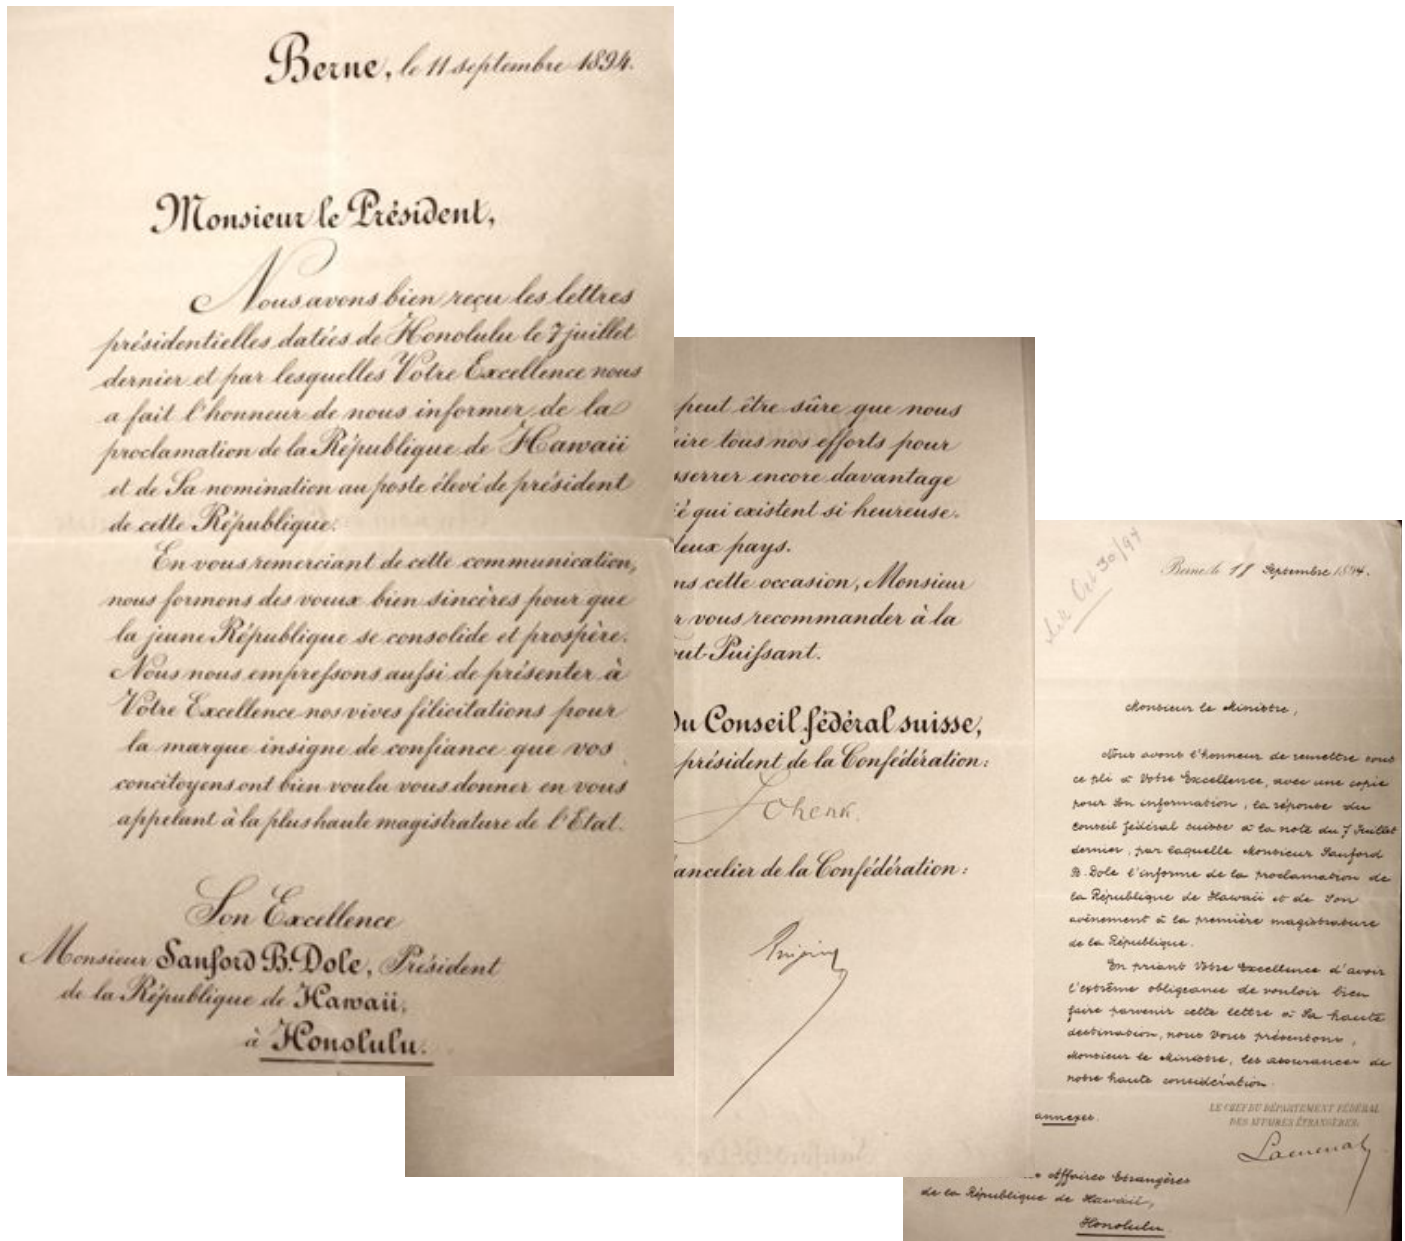 Berne, le 11 septembre 1894.
Monsieur le Président,
Nous avons bien reçu les lettres
présidentielles datées de Honolulu le 7 juillet
dernier et par lesquelles Votre Excellence nous
a fait l'honneur de nous informer de la
proclamation de la République de Hawaii
et de Sa nomination au poste élevé de président
de cette République.
En vous remerciant de cette communication,
nous formons des voeux bien sincères pour que
la jeune République se consolide et prospère.
Nous nous empressons aussi de présenter à
Votre Excellence nos vives félicitations pour
la marque insigne de confiance que vos
concitoyens ont bien voulu vous donner en vous
appelant à la plus haute magistrature de l'Etat.
Son Excellence
Monsieur Sanford B. Dole, Président
de la République de Hawaii,
à Honolulu.
peut être sûre que nous
ire tous nos efforts pour
sserrer encore davantage
é qui existent si heureuse-
deux pays.
ns cette occasion, Monsieur
r vous recommander à la
out-Puissant.
du Conseil fédéral suisse,
président de la Confédération:
Schenk.
ancelier de la Confédération:
Ringier
Oct 30/94
Berne le 11 Septembre 1894.
Monsieur le Ministre,
Nous avons l'honneur de remettre sous
ce pli à Votre Excellence, avec une copie
pour Son information, la réponse du
Conseil fédéral suisse à la note du 7 Juillet
dernier, par laquelle Monsieur Sanford
B. Dole l'informe de la proclamation de
la République de Hawaii et de Son
avènement à la première magistrature
de la République.
En priant Votre Excellence d'avoir
l'extrême obligeance de vouloir bien
faire parvenir cette lettre à Sa haute
destination, nous Vous présentons,
Monsieur le Ministre, les assurances de
notre haute considération.
LE CHEF DU DÉPARTEMENT FÉDÉRAL
DES AFFAIRES ÉTRANGÈRES:
Lachenal
annexes.
Affaires Etrangères
de la République de Hawaii,
Honolulu